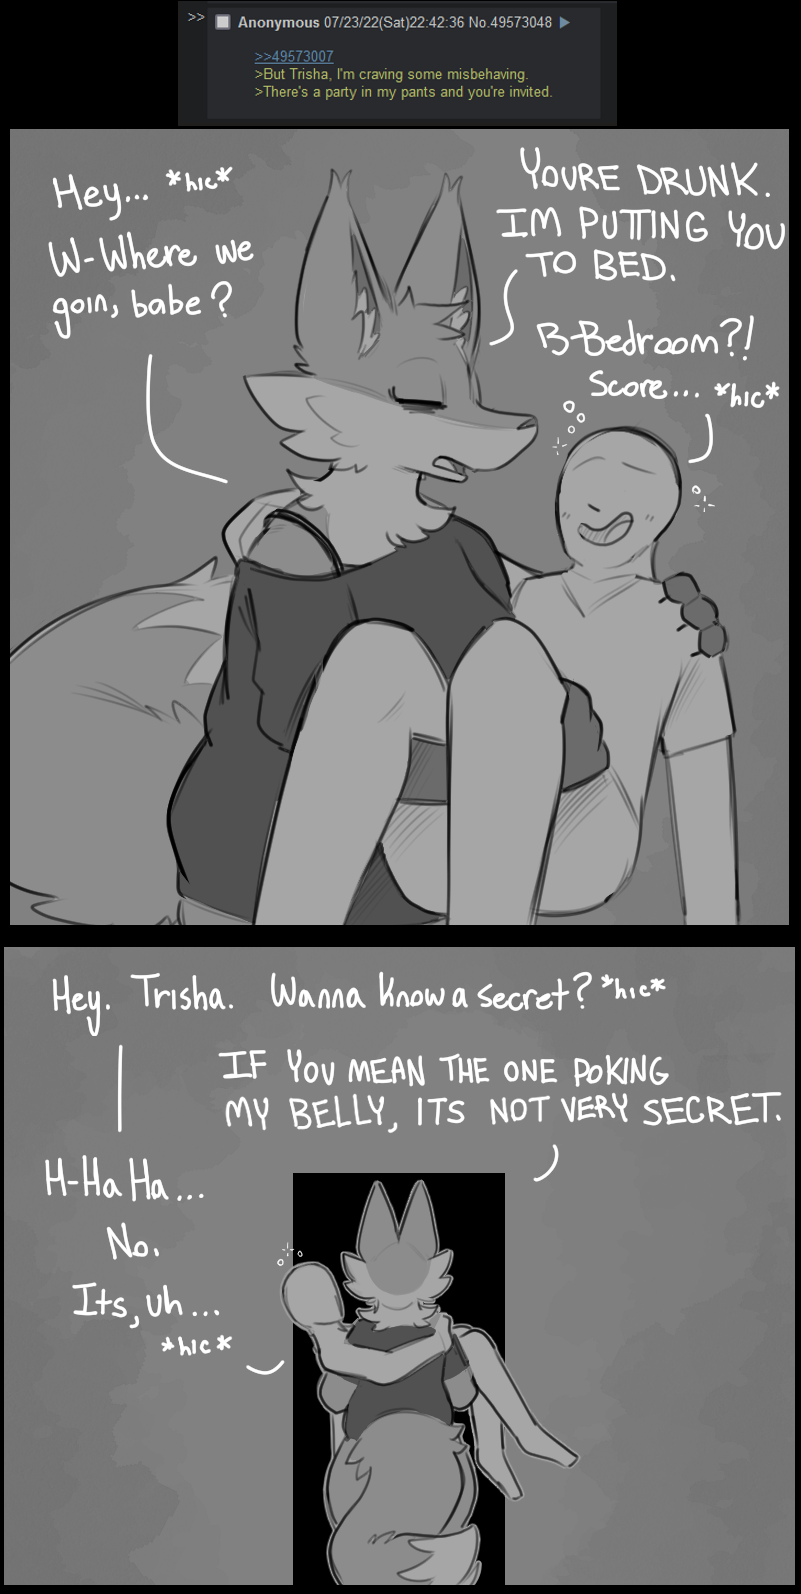 >> Anonymous 07/23/22(Sat)22:42:36 No.49573048 ▶
>>49573007
>But Trisha, I'm craving some misbehaving.
>There's a party in my pants and you're invited.
Hey... *hic*
W-Where we
goin, babe?
YOURE DRUNK.
IM PUTTING YOU
TO BED.
B-Bedroom?!
Score... *hic*
Hey. Trisha. Wanna know a secret? *hic*
IF YOU MEAN THE ONE POKING
MY BELLY, ITS NOT VERY SECRET.
H-Ha Ha...
No.
Its, uh...
*hic*